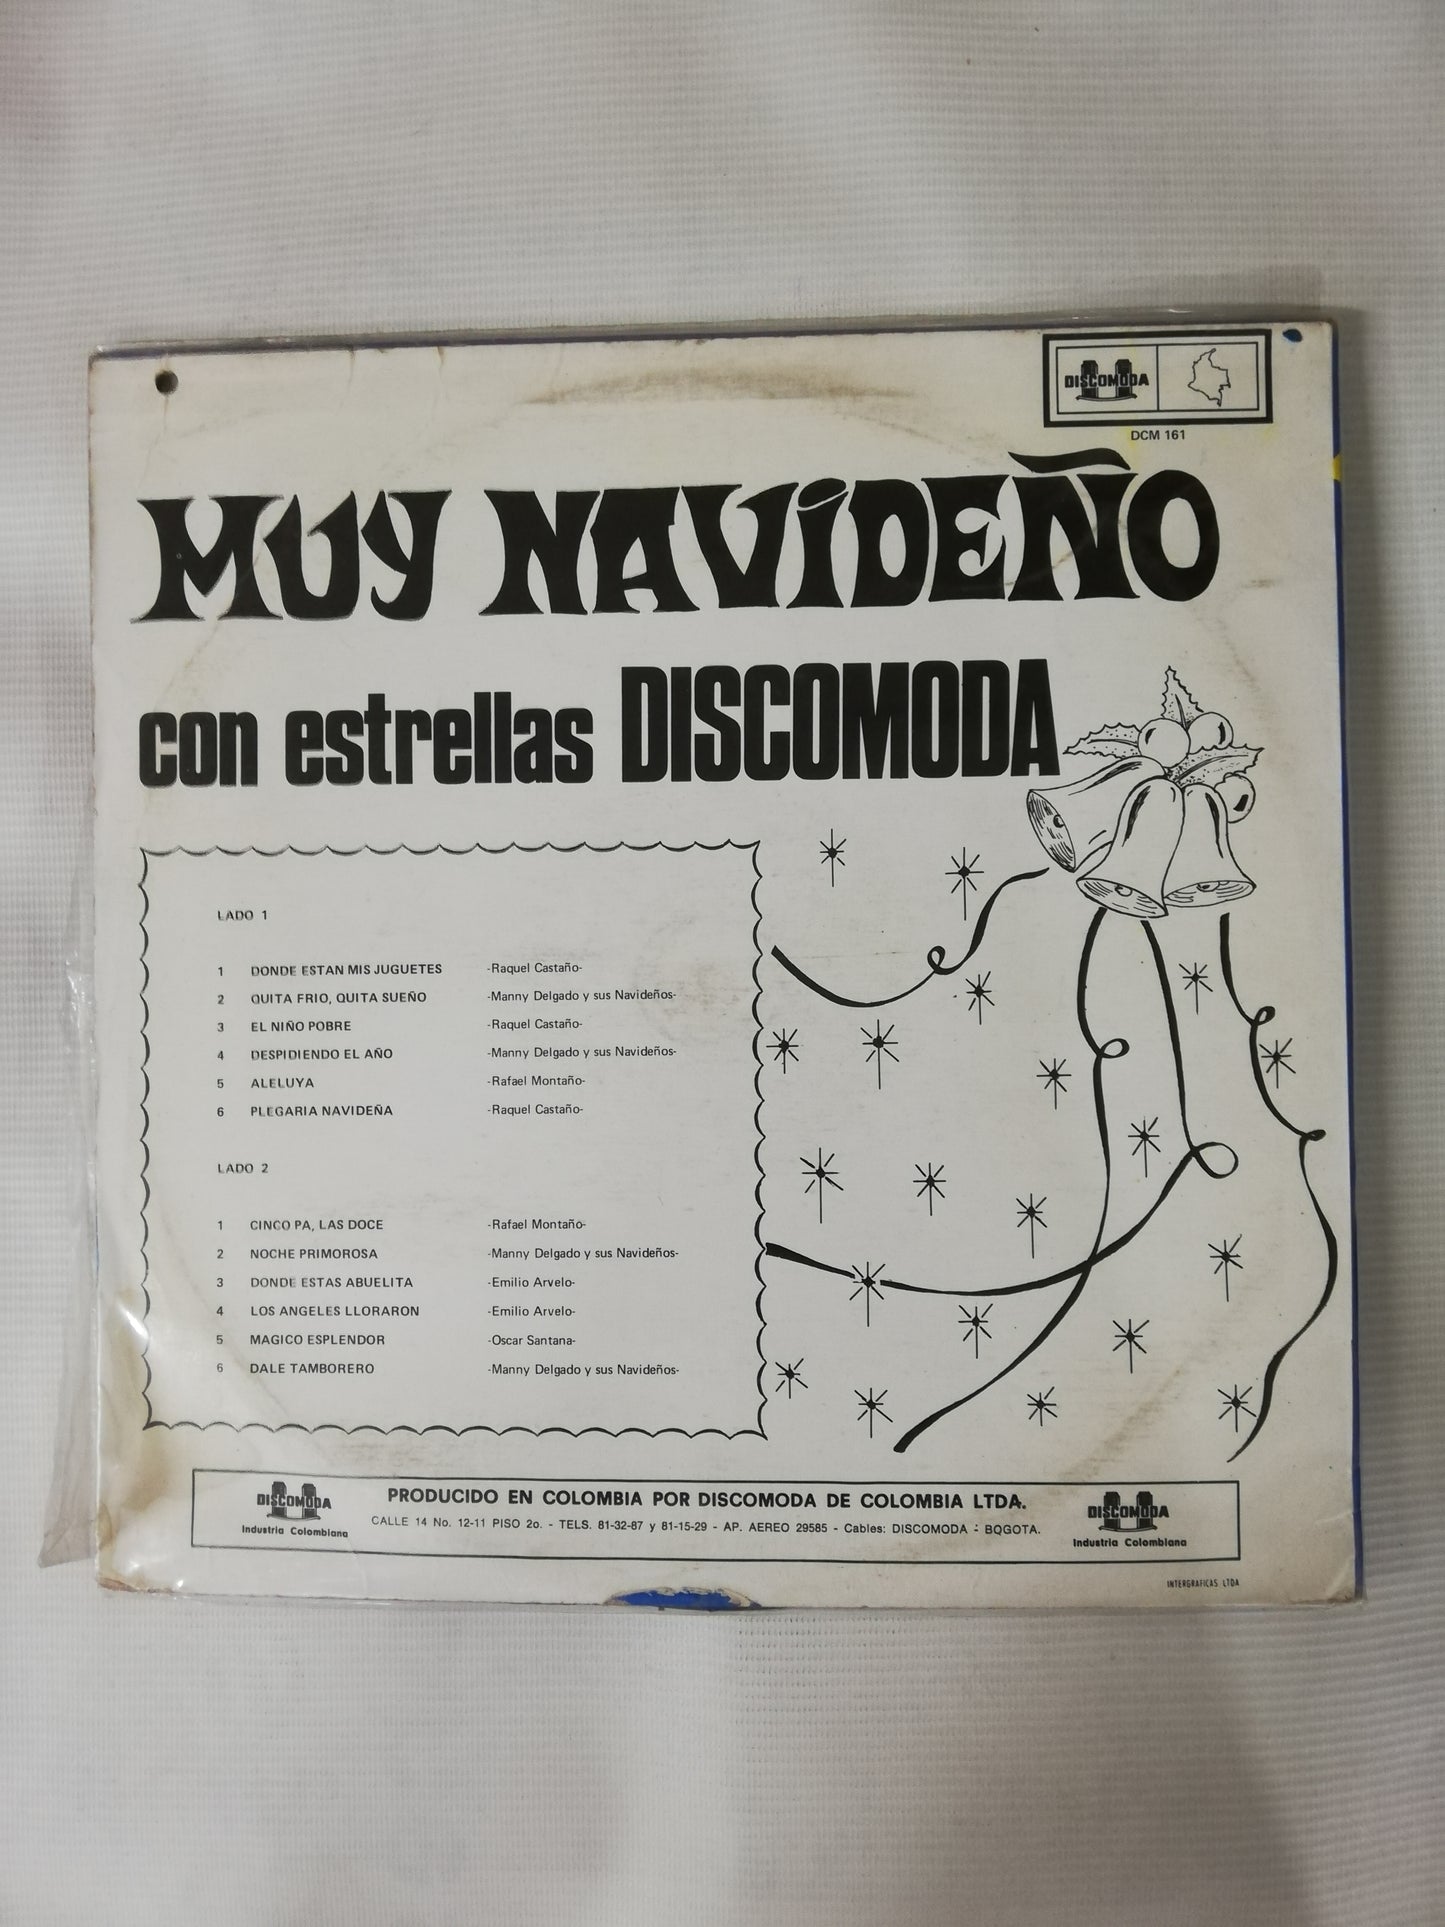 DISCOMODA
DCM 161
MUY NAVIDEÑO
con estrellas DISCOMODA
LADO 1
1 DONDE ESTAN MIS JUGUETES -Raquel Castaño-
2 QUITA FRIO, QUITA SUEÑO -Manny Delgado y sus Navideños-
3 EL NIÑO POBRE -Raquel Castaño-
4 DESPIDIENDO EL AÑO -Manny Delgado y sus Navideños-
5 ALELUYA -Rafael Montaño-
6 PLEGARIA NAVIDEÑA -Raquel Castaño-
LADO 2
1 CINCO PA, LAS DOCE -Rafael Montaño-
2 NOCHE PRIMOROSA -Manny Delgado y sus Navideños-
3 DONDE ESTAS ABUELITA -Emilio Arvelo-
4 LOS ANGELES LLORARON -Emilio Arvelo-
5 MAGICO ESPLENDOR -Oscar Santana-
6 DALE TAMBORERO -Manny Delgado y sus Navideños-
DISCOMODA
Industria Colombiana
PRODUCIDO EN COLOMBIA POR DISCOMODA DE COLOMBIA LTDA.
CALLE 14 No. 12-11 PISO 2o. - TELS. 81-32-87 y 81-15-29 - AP. AEREO 29585 - Cables: DISCOMODA - BOGOTA.
DISCOMODA
Industria Colombiana
INTERGRAFICAS LTDA